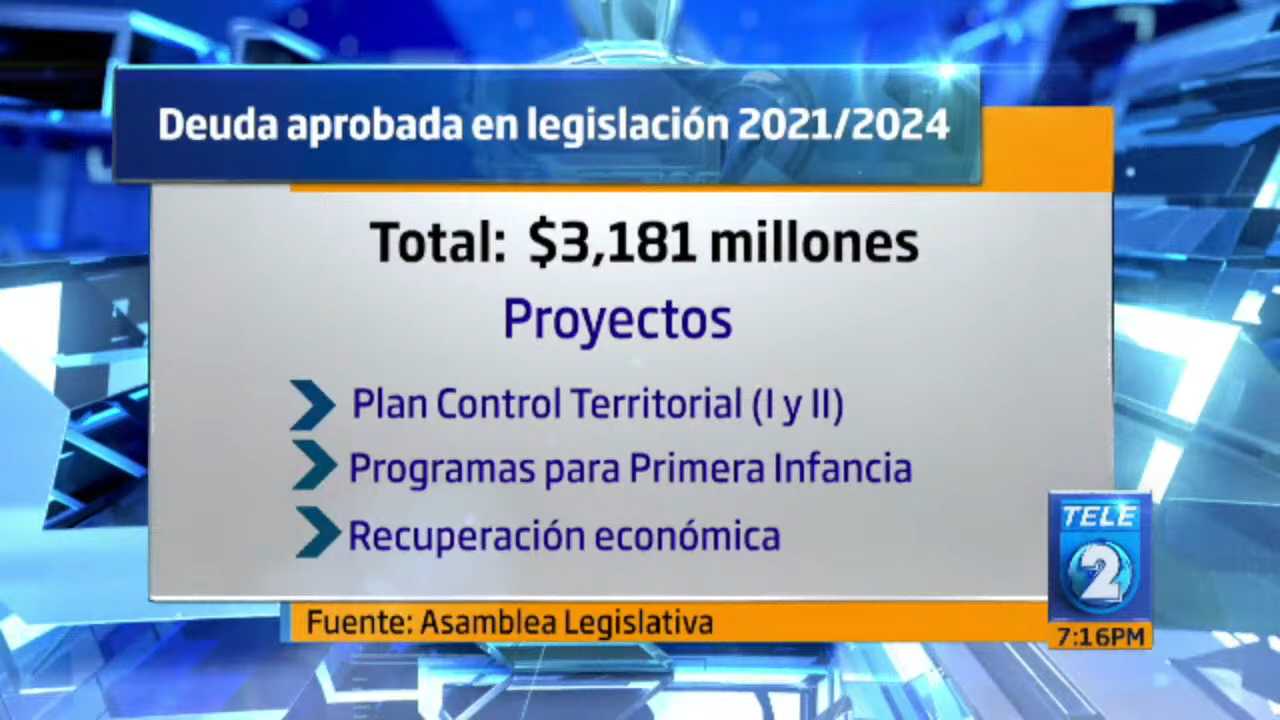 Deuda aprobada en legislación 2021/2024
Total: $3,181 millones
Proyectos
Plan Control Territorial (I y II)
Programas para Primera Infancia
Recuperación económica
Fuente: Asamblea Legislativa
TELE
2
7:16PM